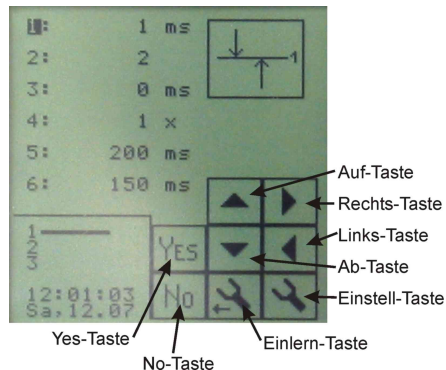 1: 1 ms
2: 2
3: 0 ms
4: 1 x
5: 200 ms
6: 150 ms
1
Auf-Taste
Rechts-Taste
Links-Taste
Ab-Taste
Einstell-Taste
1
2
3
YES
12:01:03
Sa,12.07
No
Yes-Taste
Einlern-Taste
No-Taste